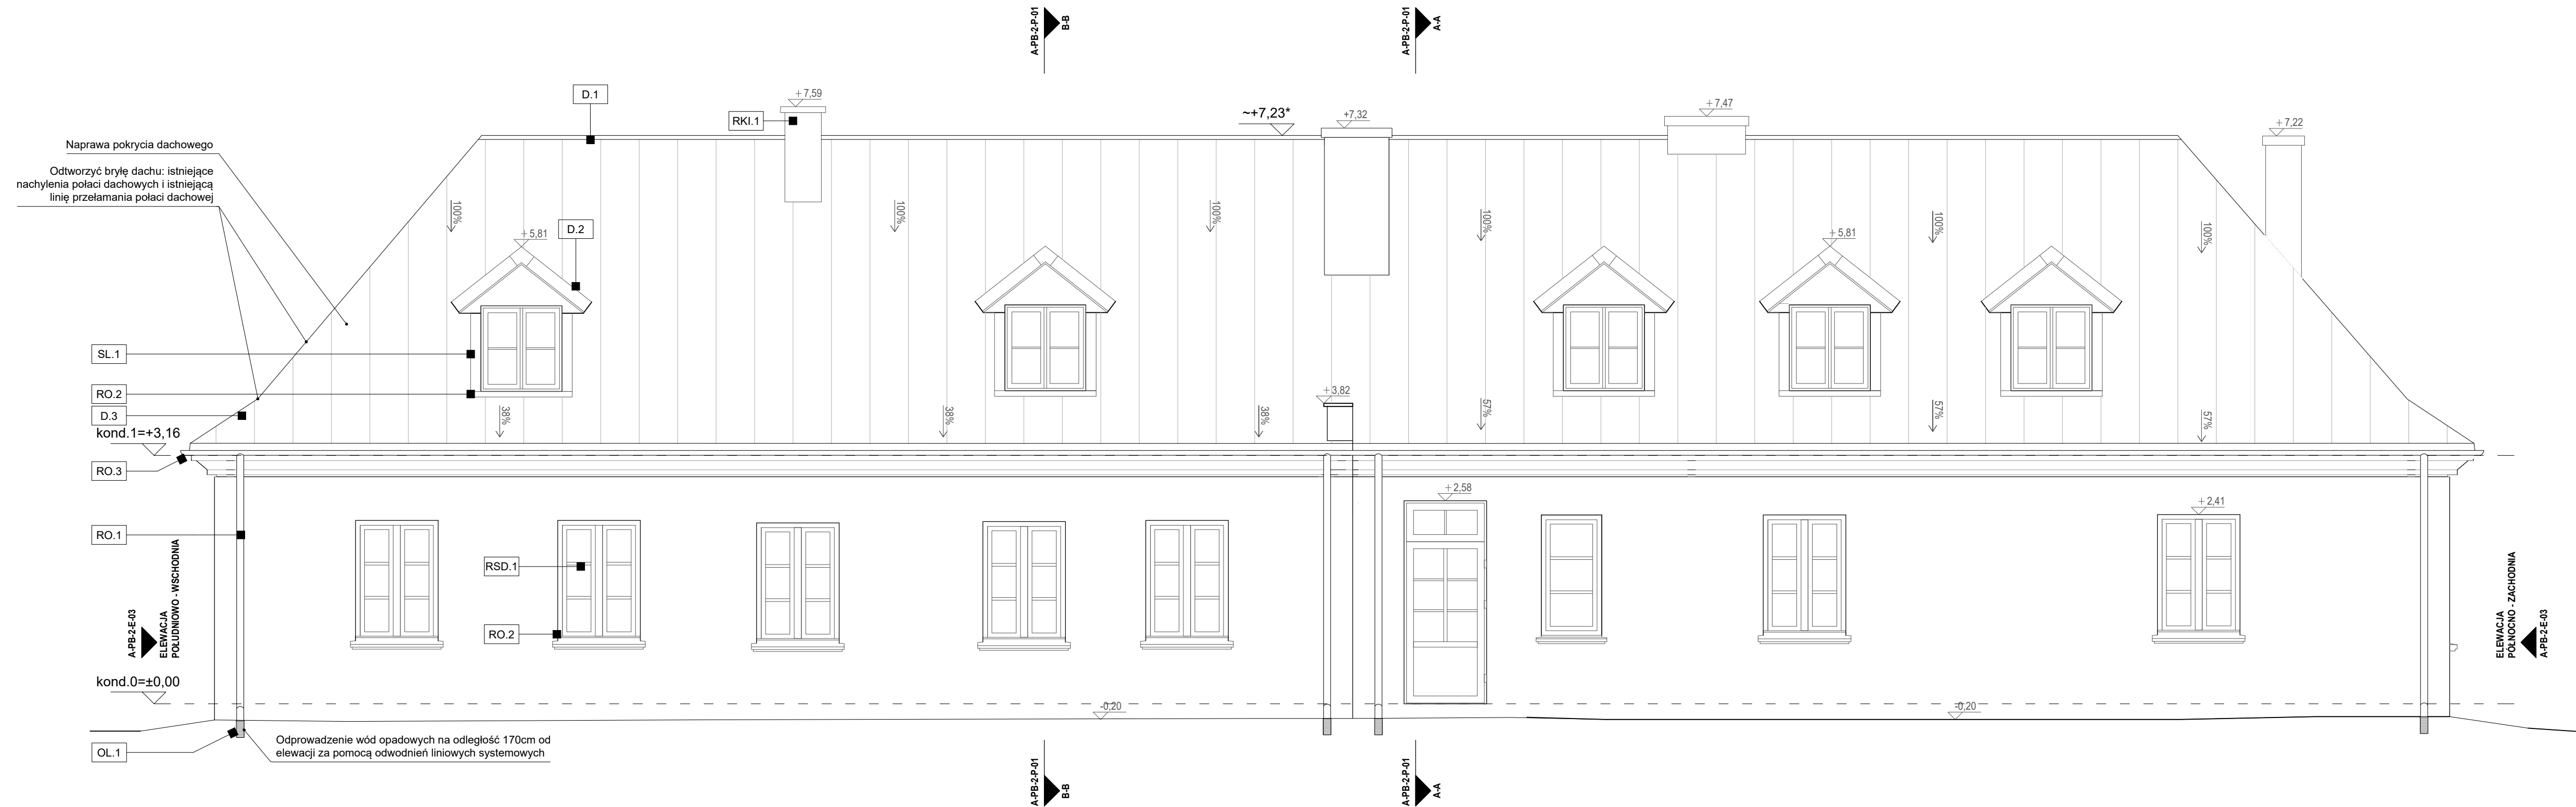 A-PB-2-P-01
B-B
A-PB-2-P-01
A-A
D.1
RKI.1
+7,59
~+7,23*
+7,32
+7,47
+7,22
Naprawa pokrycia dachowego
Odtworzyć bryłę dachu: istniejące
nachylenia połaci dachowych i istniejącą
linię przełamania połaci dachowej
100%
100%
100%
100%
100%
100%
D.2
+5,81
+5,81
SL.1
RO.2
D.3
+3,82
38%
38%
38%
57%
57%
57%
kond.1=+3,16
RO.3
+2,58
+2,41
RO.1
RSD.1
RO.2
A-PB-2-E-03
ELEWACJA
POŁUDNIOWO - WSCHODNIA
ELEWACJA
PÓŁNOCNO - ZACHODNIA
A-PB-2-E-03
kond.0=±0,00
-0,20
-0,20
OL.1
Odprowadzenie wód opadowych na odległość 170cm od
elewacji za pomocą odwodnień liniowych systemowych
A-PB-2-P-01
B-B
A-PB-2-P-01
A-A